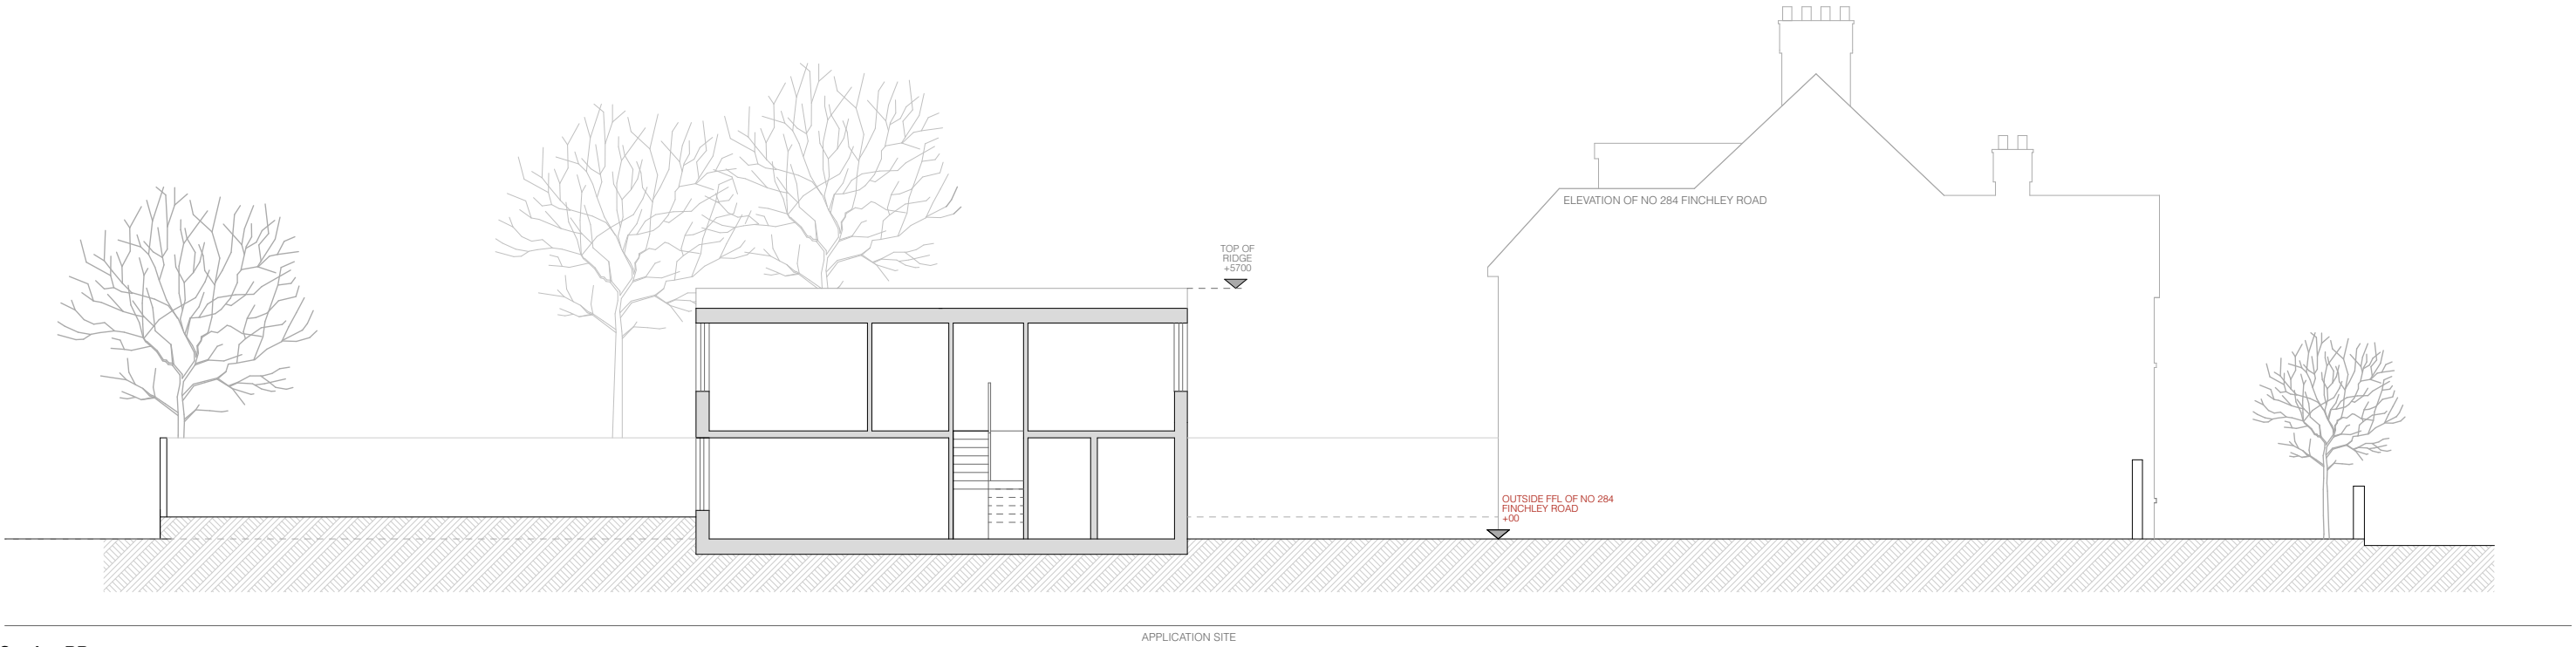 TOP OF
RIDGE
+5700
ELEVATION OF NO 284 FINCHLEY ROAD
OUTSIDE FFL OF NO 284
FINCHLEY ROAD
+00
APPLICATION SITE